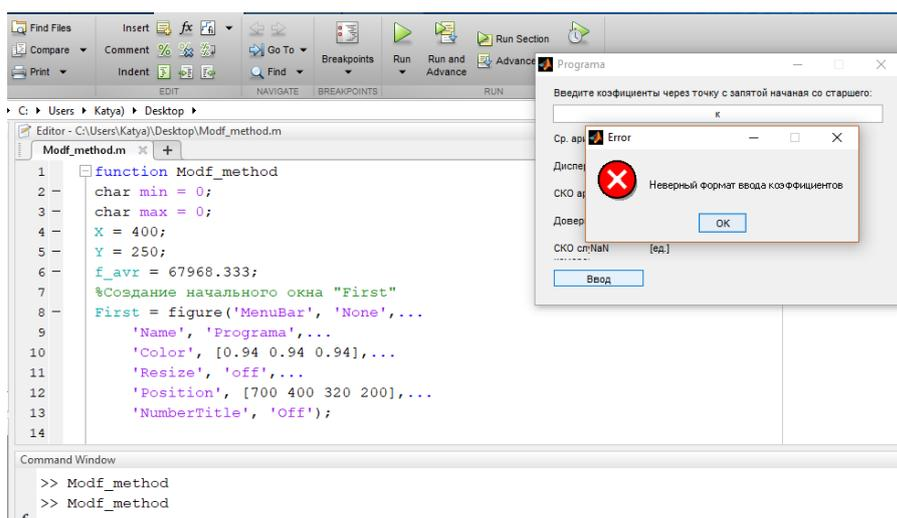 Find Files
Insert fx
Compare
Comment
Go To
Print
Indent
Find
Breakpoints
Run
Run and
Advance
Run Section
Advance
EDIT
NAVIGATE
BREAKPOINTS
RUN
C: Users Katya) Desktop
Editor - C:\Users\Katya)\Desktop\Modf_method.m
Modf_method.m
1 function Modf_method
2 char min = 0;
3 char max = 0;
4 X = 400;
5 Y = 250;
6 f_avr = 67968.333;
7 %Создание начального окна "First"
8 First = figure('MenuBar', 'None',...
9 'Name', 'Programa',...
10 'Color', [0.94 0.94 0.94],...
11 'Resize', 'off',...
12 'Position', [700 400 320 200],...
13 'NumberTitle', 'Off');
14
Programa
Введите коэфициенты через точку с запятой начаная со старшего:
к
Ср. ари
Диспер
СКО ар
Довер
СКО слNaN [ед.]
Ввод
Error
Неверный формат ввода коэффициентов
OK
Command Window
>> Modf_method
>> Modf_method